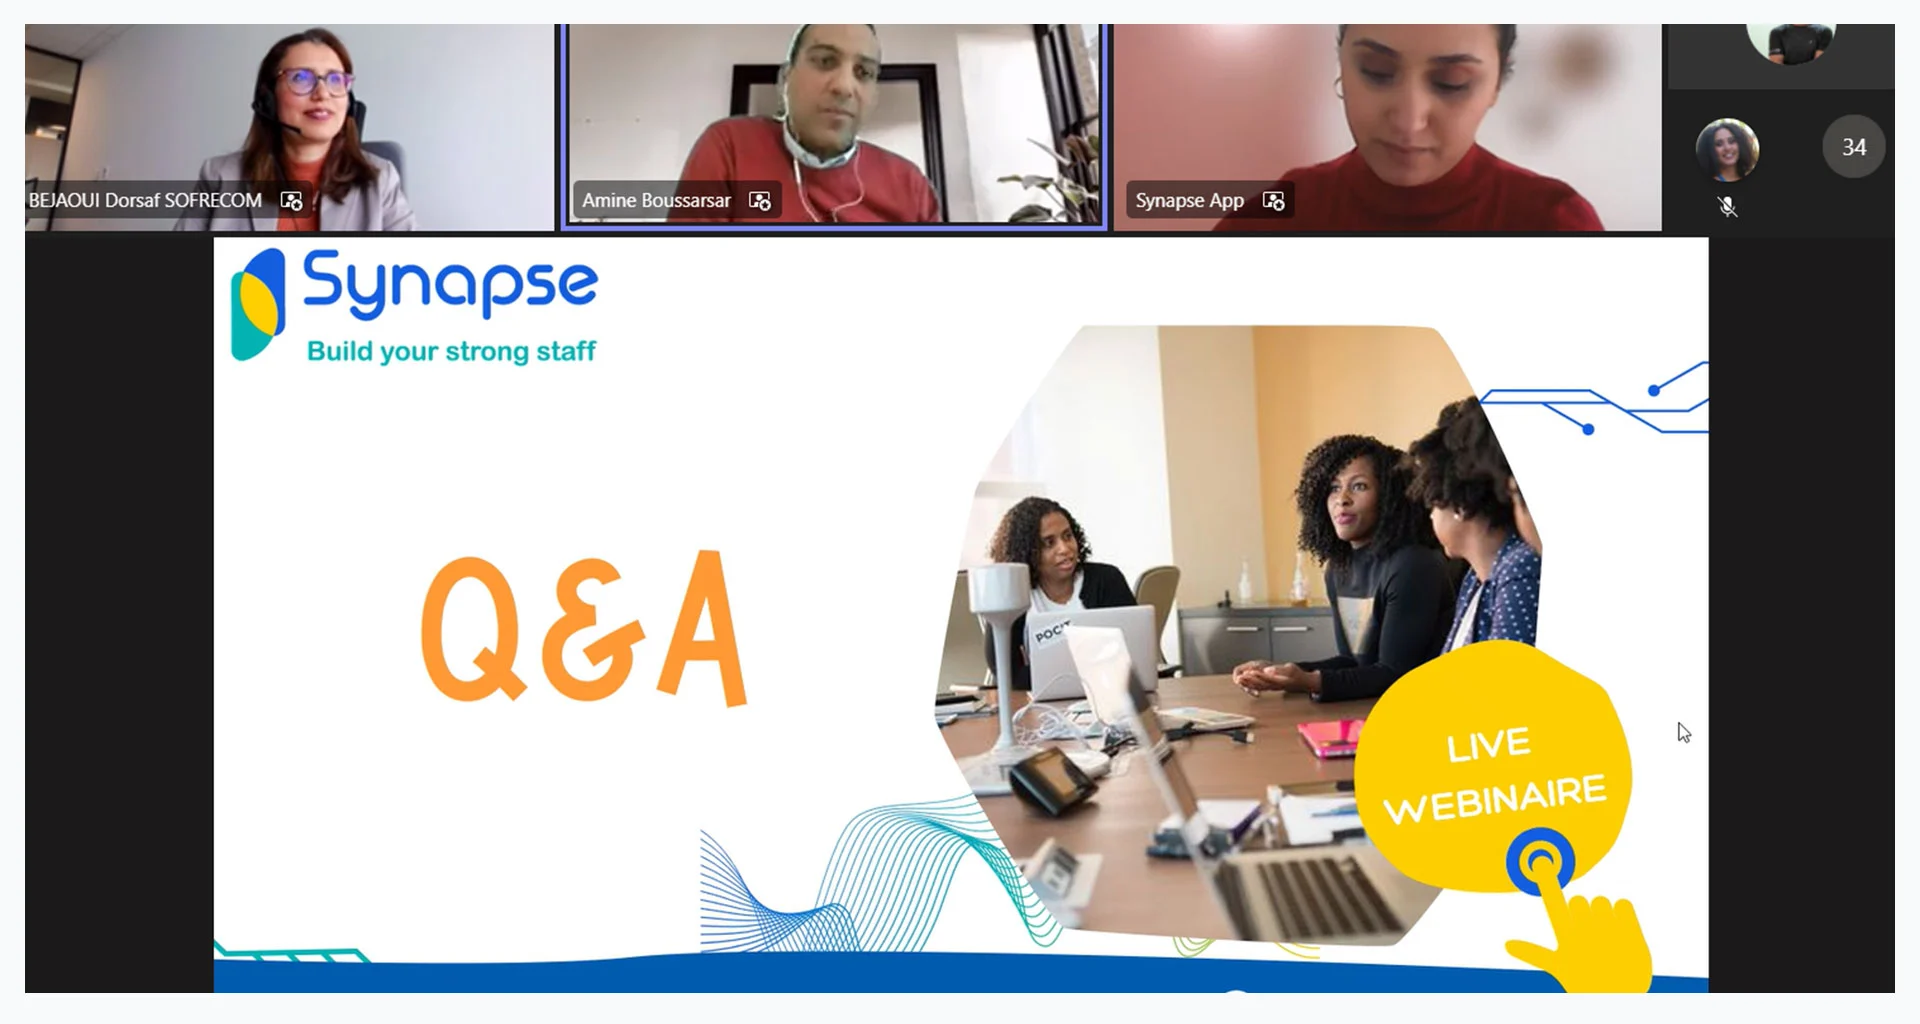 BEJAOUI Dorsaf SOFRECOM
Amine Boussarsar
Synapse App
34
Synapse
Build your strong staff
Q&A
LIVE
WEBINAIRE